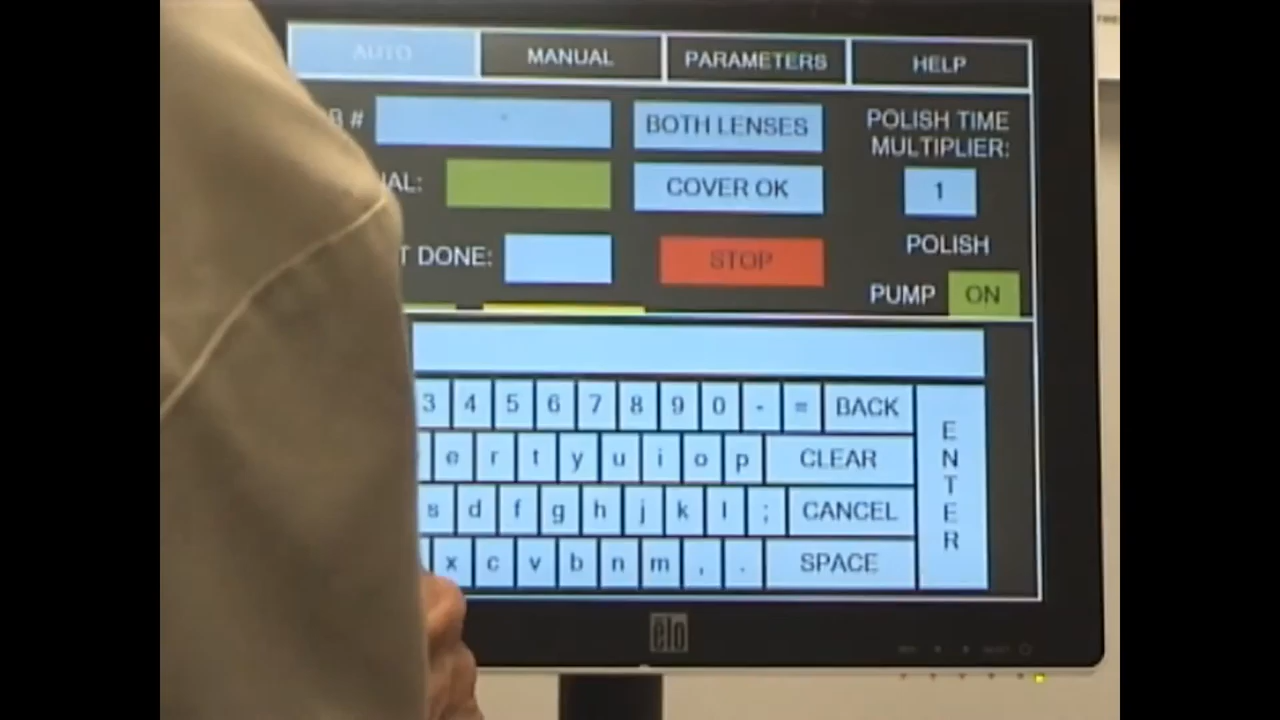 AUTO MANUAL PARAMETERS HELP
B # BOTH LENSES POLISH TIME
MULTIPLIER:
AL: COVER OK 1
T DONE: STOP POLISH
PUMP ON
3 4 5 6 7 8 9 0 - = BACK
e r t y u i o p CLEAR
s d f g h j k l ; CANCEL
x c v b n m , . SPACE
ENTER
elo